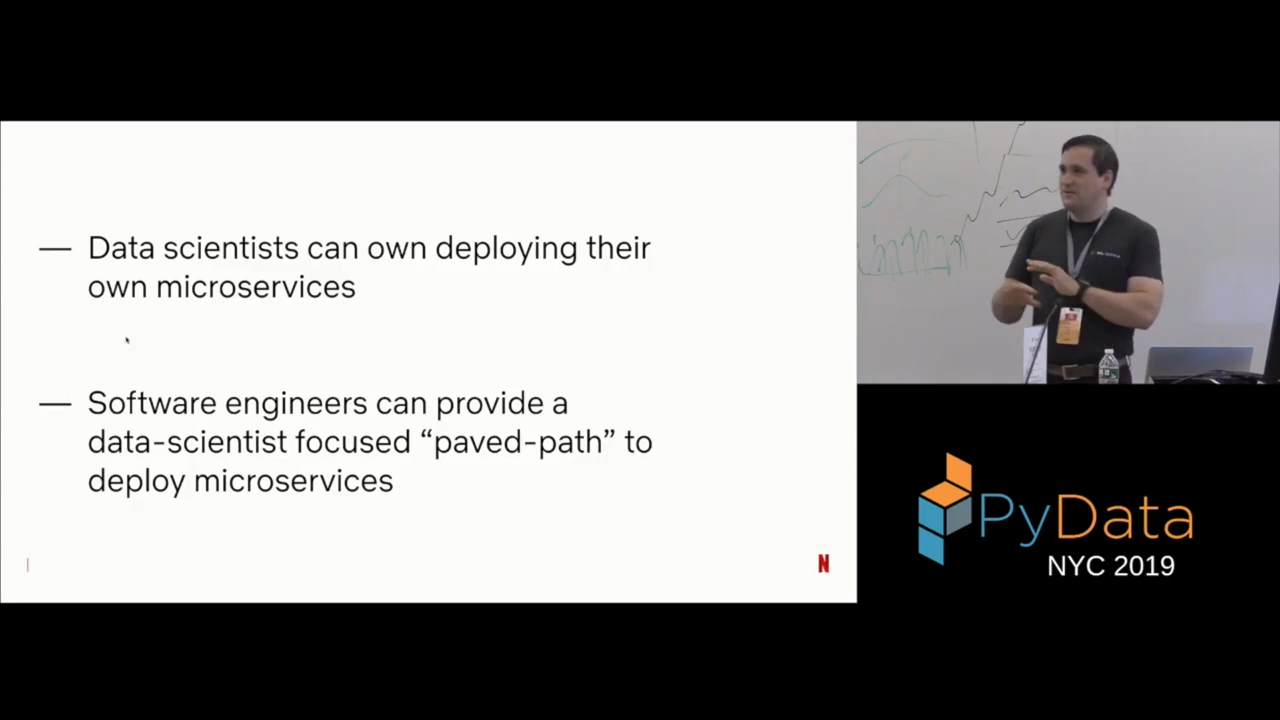 — Data scientists can own deploying their
own microservices
— Software engineers can provide a
data-scientist focused “paved-path” to
deploy microservices
N
PyData
NYC 2019